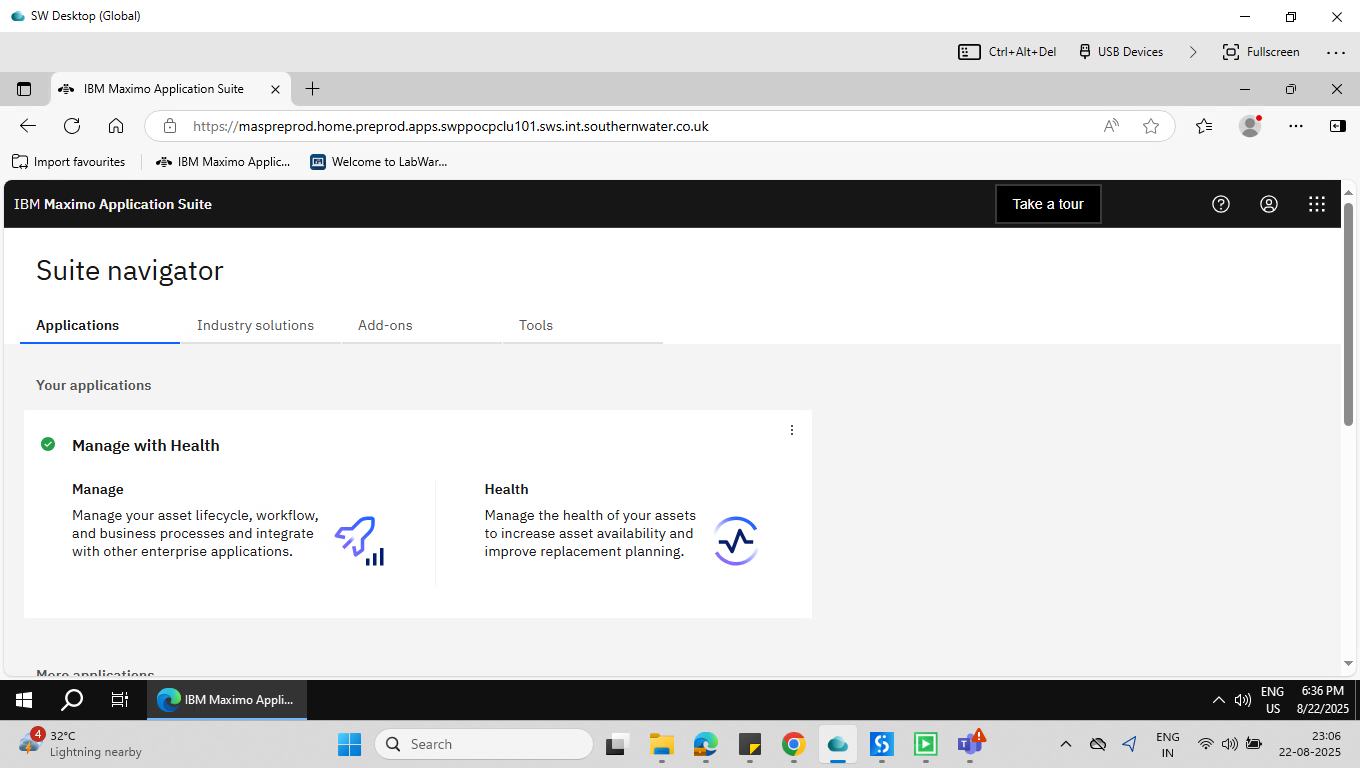 SW Desktop (Global)
Ctrl+Alt+Del
USB Devices
Fullscreen
IBM Maximo Application Suite
https://maspreprod.home.preprod.apps.swppocpclu101.sws.int.southernwater.co.uk
Import favourites
IBM Maximo Applic...
Welcome to LabWar...
IBM Maximo Application Suite
Take a tour
Suite navigator
Applications
Industry solutions
Add-ons
Tools
Your applications
Manage with Health
Manage
Manage your asset lifecycle, workflow,
and business processes and integrate
with other enterprise applications.
Health
Manage the health of your assets
to increase asset availability and
improve replacement planning.
More applications
IBM Maximo Appli...
ENG
US
6:36 PM
8/22/2025
4
32°C
Lightning nearby
Search
ENG
IN
23:06
22-08-2025